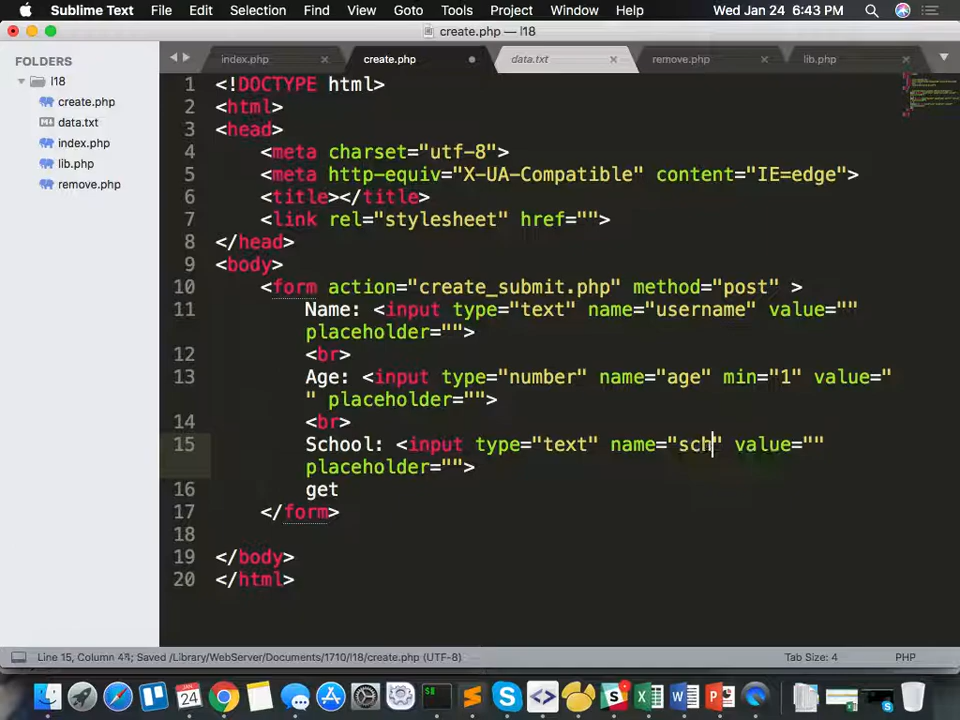 Sublime Text File Edit Selection Find View Goto Tools Project Window Help Wed Jan 24 6:43 PM
create.php — l18
FOLDERS
l18
create.php
data.txt
index.php
lib.php
remove.php
index.php create.php data.txt remove.php lib.php
1 <!DOCTYPE html>
2 <html>
3 <head>
4 <meta charset="utf-8">
5 <meta http-equiv="X-UA-Compatible" content="IE=edge">
6 <title></title>
7 <link rel="stylesheet" href="">
8 </head>
9 <body>
10 <form action="create_submit.php" method="post" >
11 Name: <input type="text" name="username" value=""
placeholder="">
12 <br>
13 Age: <input type="number" name="age" min="1" value="
" placeholder="">
14 <br>
15 School: <input type="text" name="sch" value=""
placeholder="">
16 get
17 </form>
18
19 </body>
20 </html>
Saved /Library/WebServer/Documents/1710/l18/create.php (UTF-8) Tab Size: 4 PHP
Line 15, Column
JAN
24